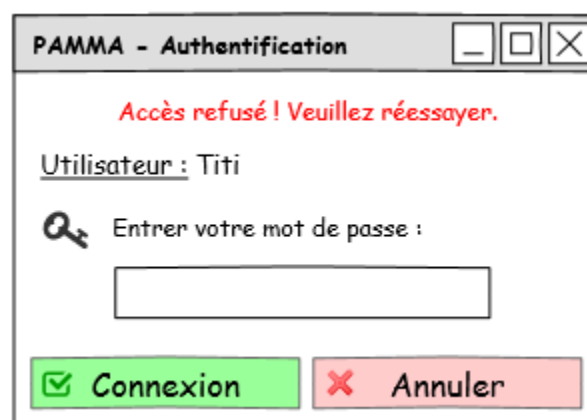 PAMMA - Authentification
Accès refusé ! Veuillez réessayer.
Utilisateur : Titi
Entrer votre mot de passe :
Connexion
Annuler